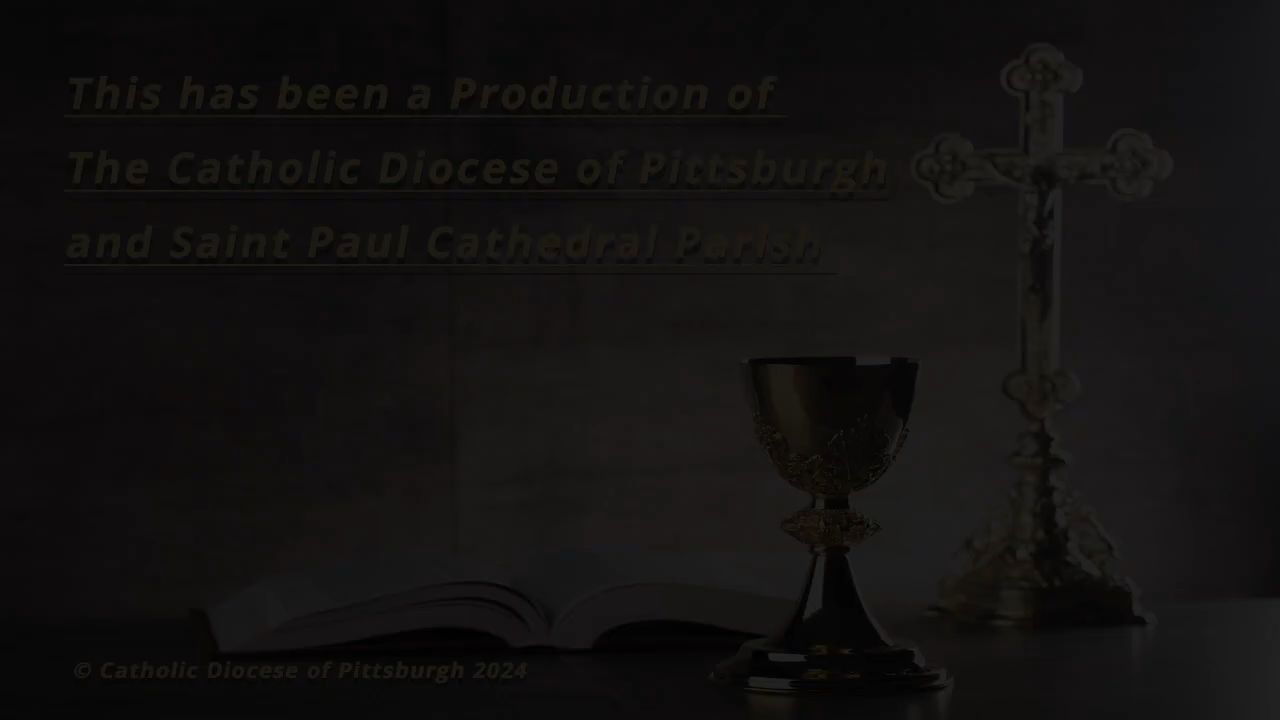 This has been a Production of
The Catholic Diocese of Pittsburgh
and Saint Paul Cathedral Parish
© Catholic Diocese of Pittsburgh 2024